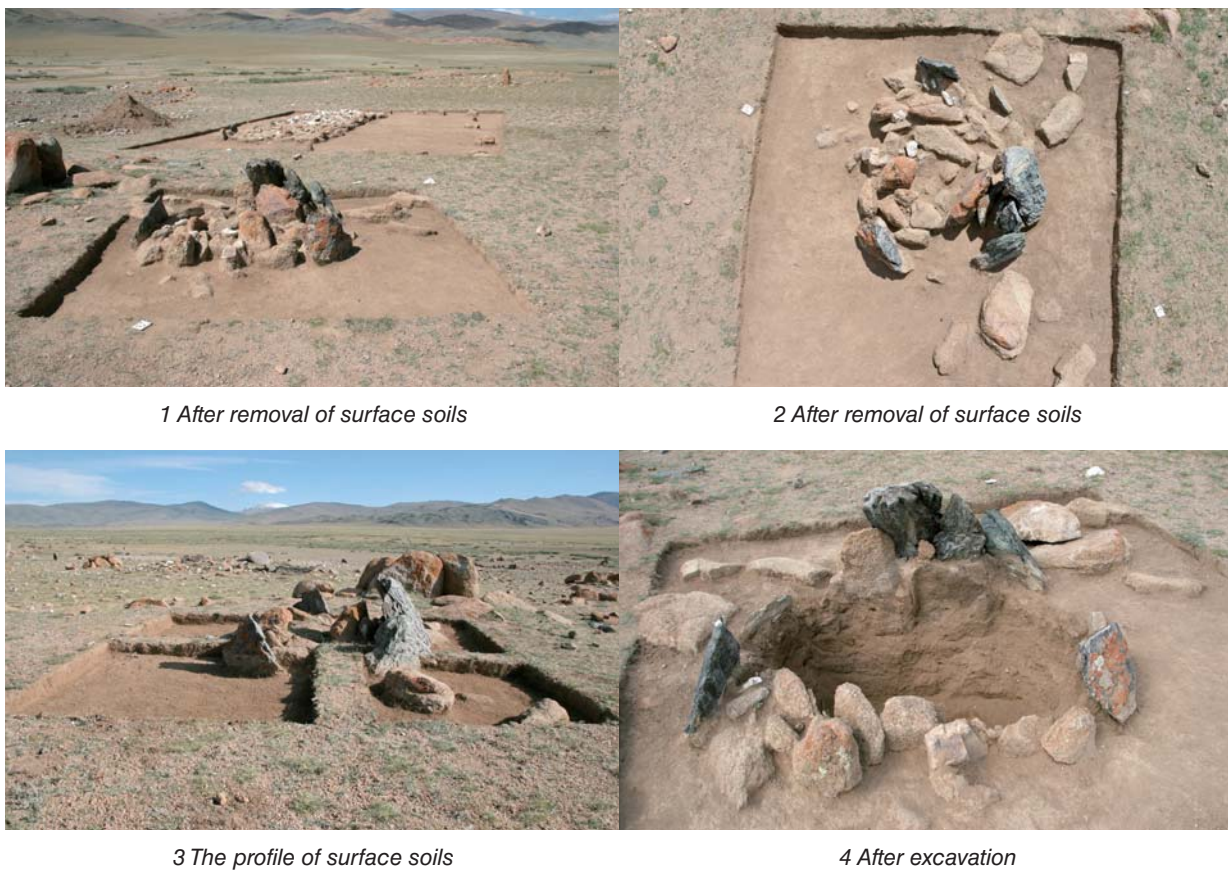 1 After removal of surface soils
2 After removal of surface soils
3 The profile of surface soils
4 After excavation